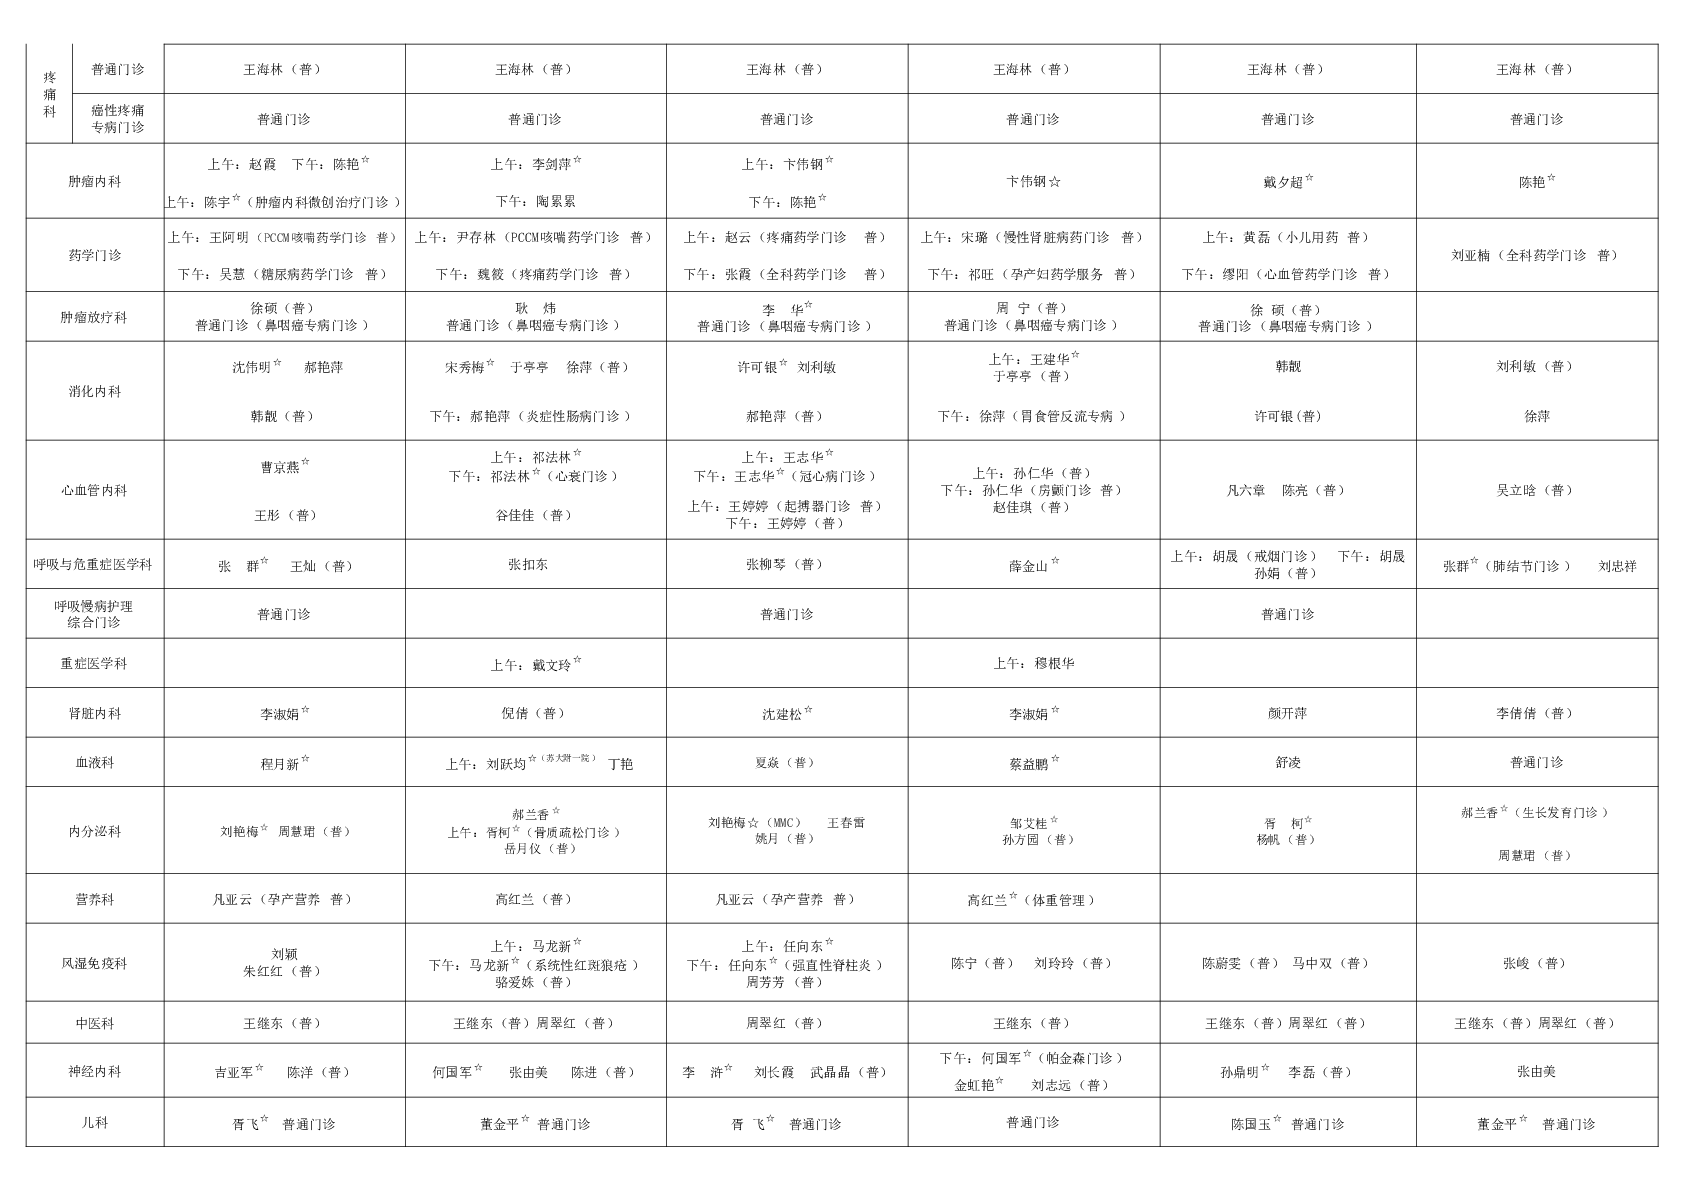 疼痛科 普通门诊 王海林（普） 王海林（普） 王海林（普） 王海林（普） 王海林（普） 王海林（普）
癌性疼痛
专病门诊 普通门诊 普通门诊 普通门诊 普通门诊 普通门诊 普通门诊
肿瘤内科
上午：赵霞 下午：陈艳☆
上午：陈宇☆（肿瘤内科微创治疗门诊）
上午：李剑萍☆
下午：陶累累
上午：卞伟钢☆
下午：陈艳☆
卞伟钢☆
戴夕超☆
陈艳☆
药学门诊
上午：王阿明（PCCM咳喘药学门诊 普）
下午：吴慧（糖尿病药学门诊 普）
上午：尹存林（PCCM咳喘药学门诊 普）
下午：魏筱（疼痛药学门诊 普）
上午：赵云（疼痛药学门诊 普）
下午：张霞（全科药学门诊 普）
上午：宋璐（慢性肾脏病药门诊 普）
下午：祁旺（孕产妇药学服务 普）
上午：黄磊（小儿用药 普）
下午：缪阳（心血管药学门诊 普）
刘亚楠（全科药学门诊 普）
肿瘤放疗科
徐硕（普）
普通门诊（鼻咽癌专病门诊）
耿 炜
普通门诊（鼻咽癌专病门诊）
李 华☆
普通门诊（鼻咽癌专病门诊）
周 宁（普）
普通门诊（鼻咽癌专病门诊）
徐 硕（普）
普通门诊（鼻咽癌专病门诊）
消化内科
沈伟明☆ 郝艳萍
韩靓（普）
宋秀梅☆ 于亭亭 徐萍（普）
下午：郝艳萍（炎症性肠病门诊）
许可银☆ 刘利敏
郝艳萍（普）
上午：王建华☆
于亭亭（普）
下午：徐萍（胃食管反流专病）
韩靓
许可银（普）
刘利敏（普）
徐萍
心血管内科
曹京燕☆
王彤（普）
上午：祁法林☆
下午：祁法林☆（心衰门诊）
谷佳佳（普）
上午：王志华☆
下午：王志华☆（冠心病门诊）
上午：王婷婷（起搏器门诊 普）
下午：王婷婷（普）
上午：孙仁华（普）
下午：孙仁华（房颤门诊 普）
赵佳琪（普）
凡六章 陈亮（普）
吴立晗（普）
呼吸与危重症医学科
张 群☆ 王灿（普）
张扣东
张柳琴（普）
薛金山☆
上午：胡晟（戒烟门诊） 下午：胡晟
孙娟（普）
张群☆（肺结节门诊） 刘忠祥
呼吸慢病护理
综合门诊
普通门诊
普通门诊
普通门诊
重症医学科
上午：戴文玲☆
上午：穆根华
肾脏内科
李淑娟☆
倪倩（普）
沈建松☆
李淑娟☆
颜开萍
李倩倩（普）
血液科
程月新☆
上午：刘跃均☆（苏大附一院） 丁艳
夏焱（普）
蔡益鹏☆
舒凌
普通门诊
内分泌科
刘艳梅☆ 周慧珺（普）
郝兰香☆
上午：胥柯☆（骨质疏松门诊）
岳月仪（普）
刘艳梅☆（MMC） 王春雷
姚月（普）
邹艾桂☆
孙方园（普）
胥 柯☆
杨帆（普）
郝兰香☆（生长发育门诊）
周慧珺（普）
营养科
凡亚云（孕产营养 普）
高红兰（普）
凡亚云（孕产营养 普）
高红兰☆（体重管理）
风湿免疫科
刘颖
朱红红（普）
上午：马龙新☆
下午：马龙新☆（系统性红斑狼疮）
骆爱姝（普）
上午：任向东☆
下午：任向东☆（强直性脊柱炎）
周芳芳（普）
陈宁（普） 刘玲玲（普）
陈蔚雯（普） 马中双（普）
张峻（普）
中医科
王继东（普）
王继东（普）周翠红（普）
周翠红（普）
王继东（普）
王继东（普）周翠红（普）
王继东（普）周翠红（普）
神经内科
吉亚军☆ 陈洋（普）
何国军☆ 张由美 陈进（普）
李 浒☆ 刘长霞 武晶晶（普）
下午：何国军☆（帕金森门诊）
金虹艳☆ 刘志远（普）
孙鼎明☆ 李磊（普）
张由美
儿科
胥飞☆ 普通门诊
董金平☆ 普通门诊
胥 飞☆ 普通门诊
普通门诊
陈国玉☆ 普通门诊
董金平☆ 普通门诊